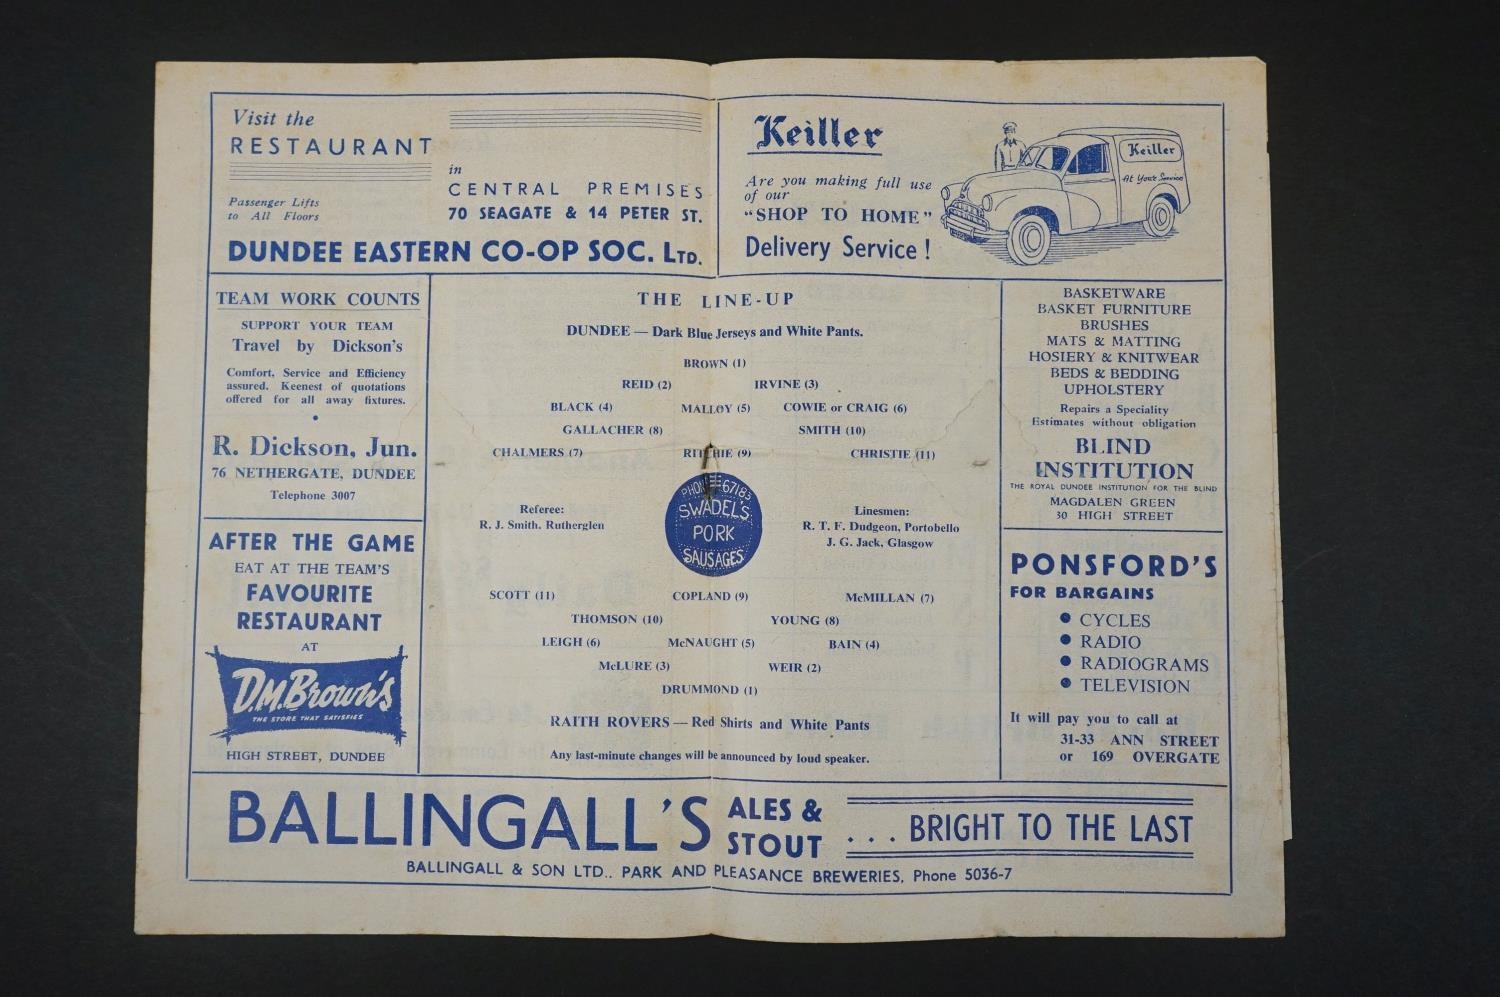 Visit the
RESTAURANT
in
CENTRAL PREMISES
Passenger Lifts
to All Floors
70 SEAGATE & 14 PETER ST.
DUNDEE EASTERN CO-OP SOC. LTD.
Keiller
Are you making full use
of our
"SHOP TO HOME"
Delivery Service !
Keiller
At Your Service
TEAM WORK COUNTS
SUPPORT YOUR TEAM
Travel by Dickson's
Comfort, Service and Efficiency
assured. Keenest of quotations
offered for all away fixtures.
R. Dickson, Jun.
76 NETHERGATE, DUNDEE
Telephone 3007
AFTER THE GAME
EAT AT THE TEAM'S
FAVOURITE
RESTAURANT
AT
D.M. Brown's
THE STORE THAT SATISFIES
HIGH STREET, DUNDEE
THE LINE-UP
DUNDEE — Dark Blue Jerseys and White Pants.
BROWN (1)
REID (2) IRVINE (3)
BLACK (4) MALLOY (5) COWIE or CRAIG (6)
GALLACHER (8) SMITH (10)
CHALMERS (7) RITCHIE (9) CHRISTIE (11)
Referee:
R. J. Smith, Rutherglen
PHONE 67183
SWADEL'S
PORK
SAUSAGES
Linesmen:
R. T. F. Dudgeon, Portobello
J. G. Jack, Glasgow
SCOTT (11) COPLAND (9) McMILLAN (7)
THOMSON (10) YOUNG (8)
LEIGH (6) McNAUGHT (5) BAIN (4)
McLURE (3) WEIR (2)
DRUMMOND (1)
RAITH ROVERS — Red Shirts and White Pants
Any last-minute changes will be announced by loud speaker.
BASKETWARE
BASKET FURNITURE
BRUSHES
MATS & MATTING
HOSIERY & KNITWEAR
BEDS & BEDDING
UPHOLSTERY
Repairs a Speciality
Estimates without obligation
BLIND
INSTITUTION
THE ROYAL DUNDEE INSTITUTION FOR THE BLIND
MAGDALEN GREEN
30 HIGH STREET
PONSFORD'S
FOR BARGAINS
● CYCLES
● RADIO
● RADIOGRAMS
● TELEVISION
It will pay you to call at
31-33 ANN STREET
or 169 OVERGATE
BALLINGALL'S ALES &
STOUT
. . . BRIGHT TO THE LAST
BALLINGALL & SON LTD., PARK AND PLEASANCE BREWERIES, Phone 5036-7